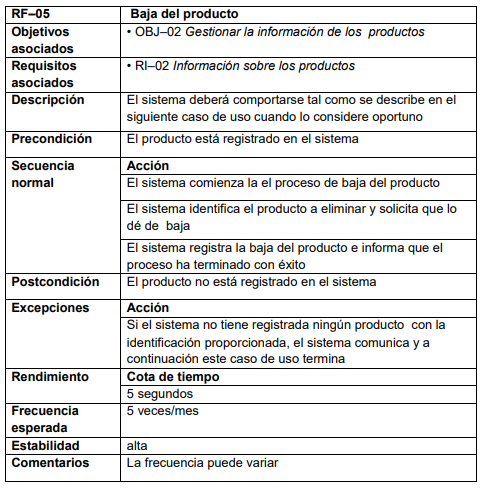 RF–05 Baja del producto
Objetivos asociados • OBJ–02 Gestionar la información de los productos
Requisitos asociados • RI–02 Información sobre los productos
Descripción El sistema deberá comportarse tal como se describe en el
siguiente caso de uso cuando lo considere oportuno
Precondición El producto está registrado en el sistema
Secuencia normal Acción
El sistema comienza la el proceso de baja del producto
El sistema identifica el producto a eliminar y solicita que lo
dé de baja
El sistema registra la baja del producto e informa que el
proceso ha terminado con éxito
Postcondición El producto no está registrado en el sistema
Excepciones Acción
Si el sistema no tiene registrada ningún producto con la
identificación proporcionada, el sistema comunica y a
continuación este caso de uso termina
Rendimiento Cota de tiempo
5 segundos
Frecuencia esperada 5 veces/mes
Estabilidad alta
Comentarios La frecuencia puede variar